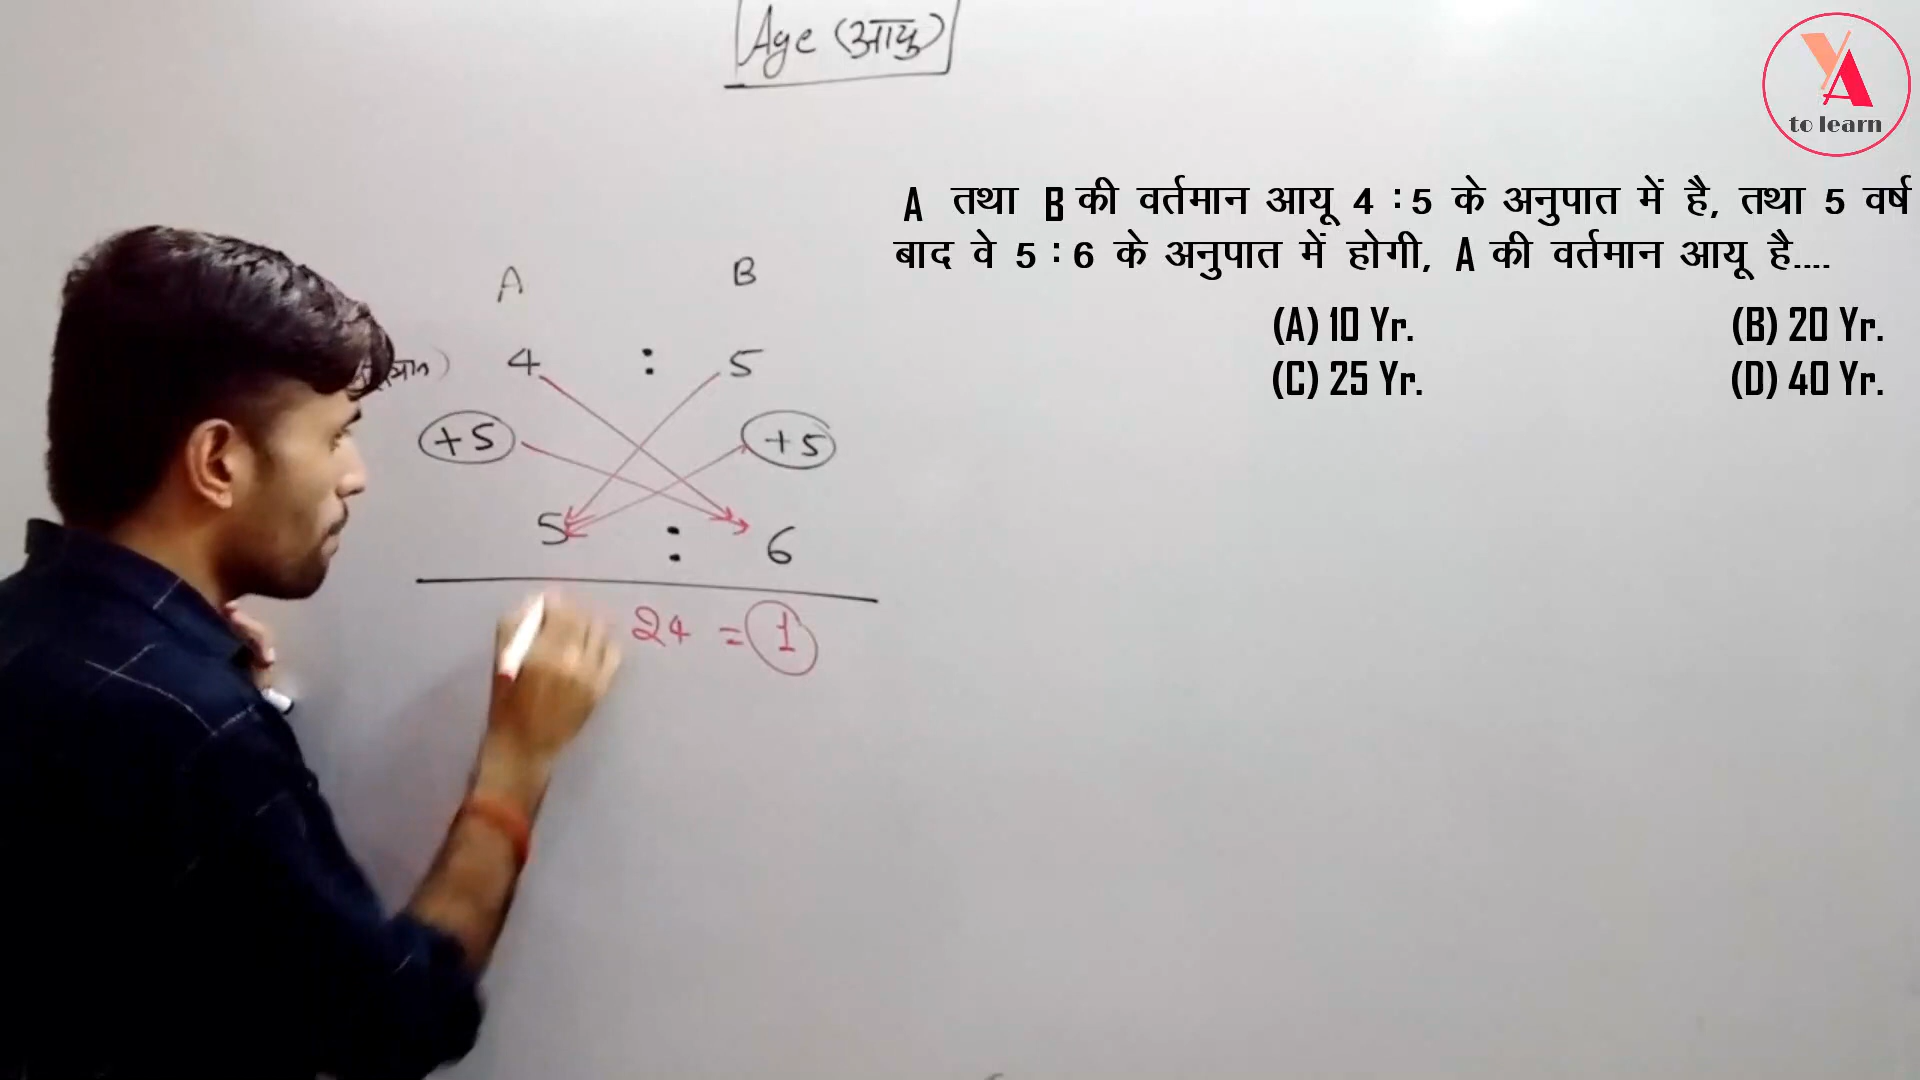 Age (आयु)
YA
to learn
A तथा B की वर्तमान आयू 4 : 5 के अनुपात में है, तथा 5 वर्ष
बाद वे 5 : 6 के अनुपात में होगी, A की वर्तमान आयू है....
(A) 10 Yr. (B) 20 Yr.
(C) 25 Yr. (D) 40 Yr.
A B
4 : 5
+5 +5
5 : 6
24 = 1